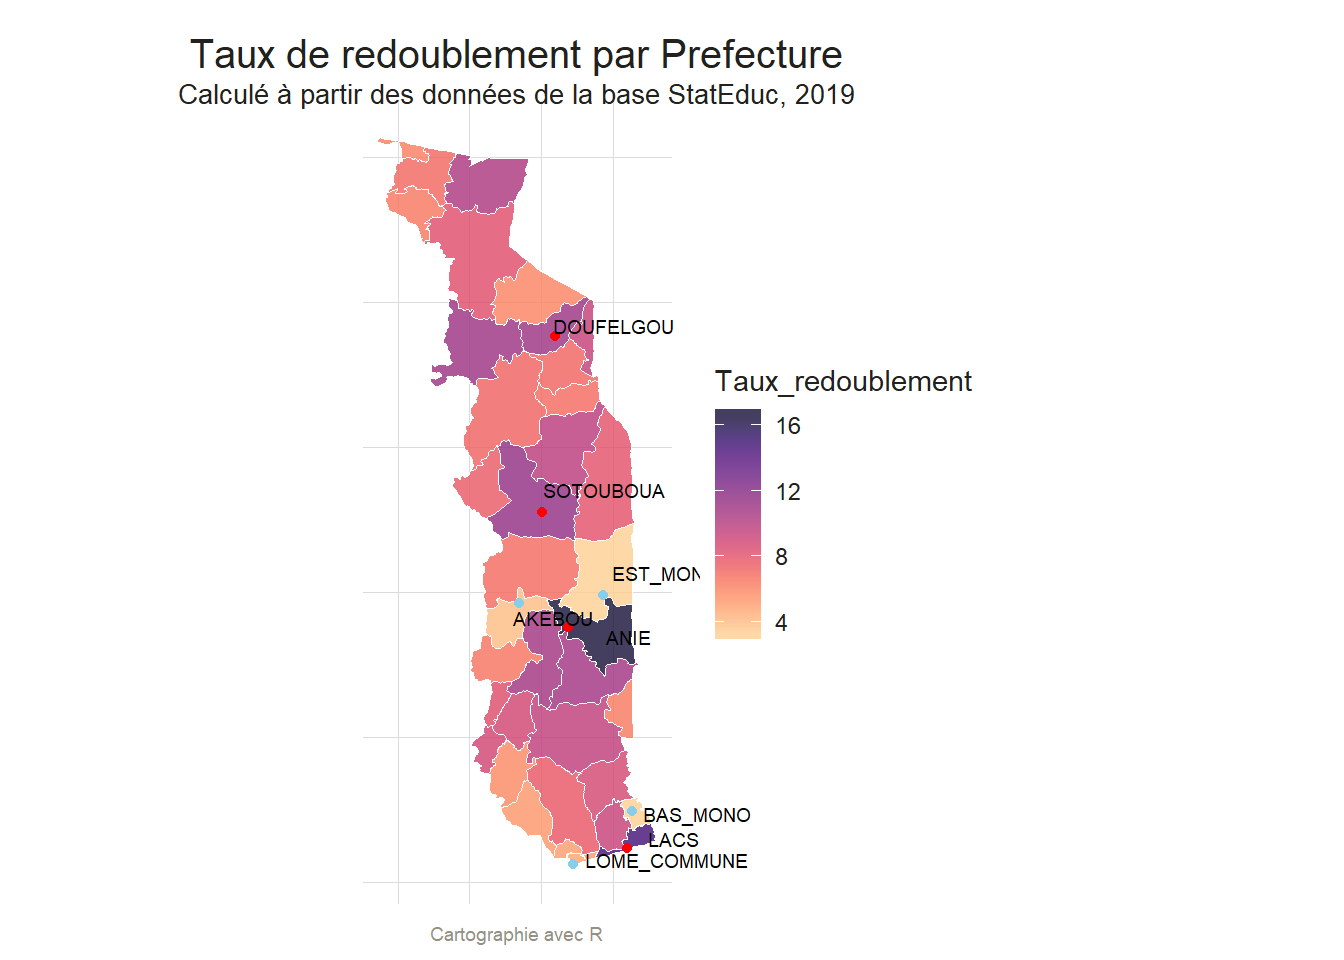 Taux de redoublement par Prefecture
Calculé à partir des données de la base StatEduc, 2019
DOUFELGOU
Taux_redoublement
16
12
8
4
SOTOUBOUA
EST_MON
AKEBOU
ANIE
BAS_MONO
LACS
LOME_COMMUNE
Cartographie avec R